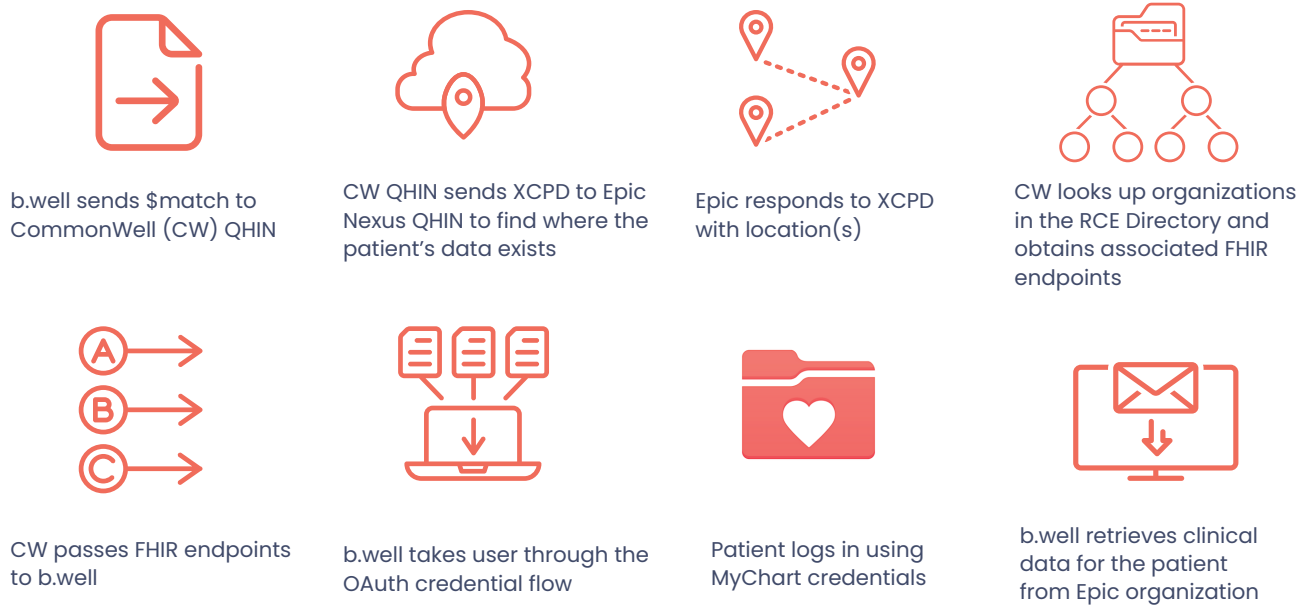 b.well sends $match to
CommonWell (CW) QHIN
CW QHIN sends XCPD to Epic
Nexus QHIN to find where the
patient's data exists
Epic responds to XCPD
with location(s)
CW looks up organizations
in the RCE Directory and
obtains associated FHIR
endpoints
A
B
C
CW passes FHIR endpoints
to b.well
b.well takes user through the
OAuth credential flow
Patient logs in using
MyChart credentials
b.well retrieves clinical
data for the patient
from Epic organization